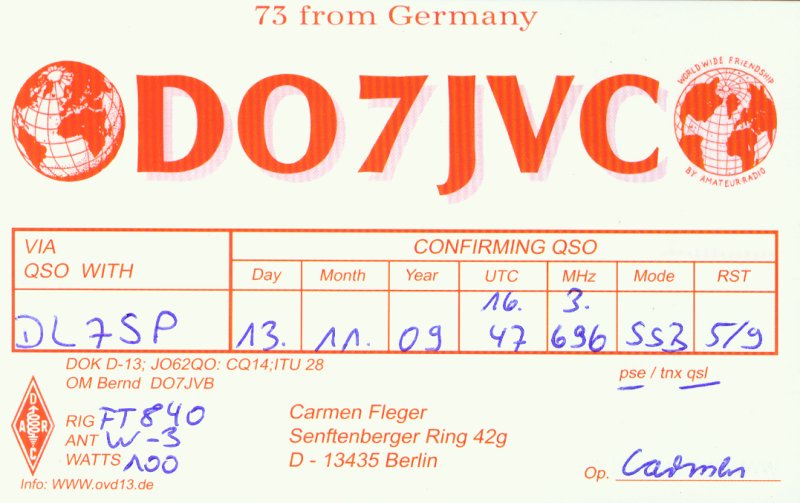 73 from Germany
DO7JVC
WORLDWIDE FRIENDSHIP
BY AMATEUR RADIO
VIA
QSO WITH
CONFIRMING QSO
Day Month Year UTC MHz Mode RST
DL7SP 13. 11. 09 16. 47 3. 696 SSB 5/9
DOK D-13; JO62QO: CQ14;ITU 28
OM Bernd DO7JVB
pse / tnx qsl
DARC
RIG FT840
ANT W-3
WATTS 100
Carmen Fleger
Senftenberger Ring 42g
D - 13435 Berlin
Op. Carmen
Info: WWW.ovd13.de